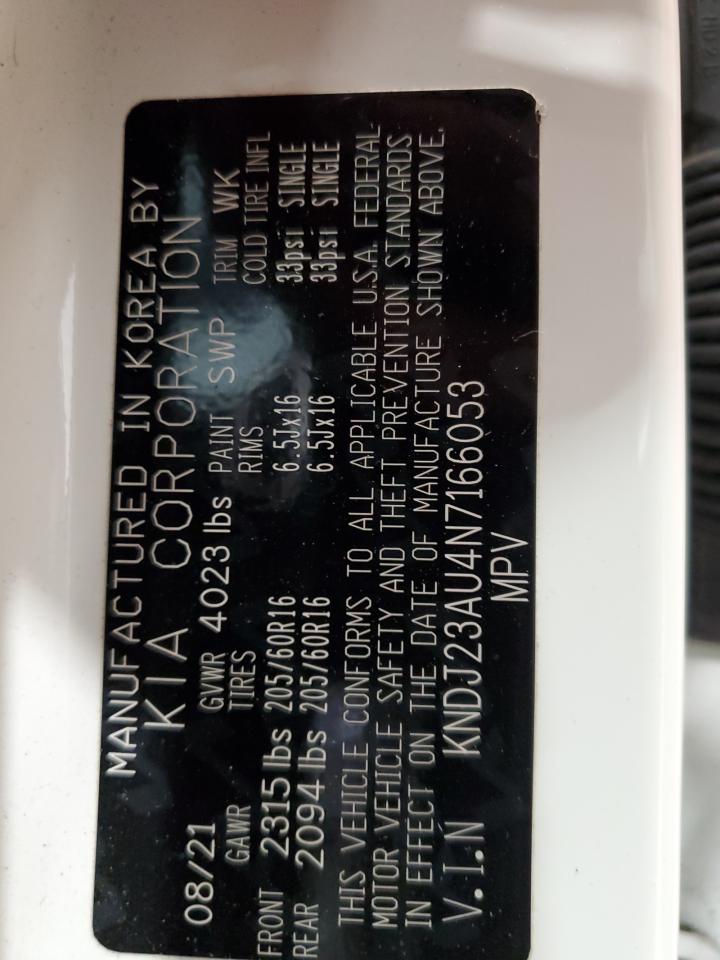 MANUFACTURED IN KOREA BY
KIA CORPORATION
08/21 GVWR 4023 lbs PAINT SWP TRIM WK
GAWR TIRES RIMS COLD TIRE INFL
FRONT 2315 lbs 205/60R16 6.5Jx16 33psi SINGLE
REAR 2094 lbs 205/60R16 6.5Jx16 33psi SINGLE
THIS VEHICLE CONFORMS TO ALL APPLICABLE U.S.A. FEDERAL
MOTOR VEHICLE SAFETY AND THEFT PREVENTION STANDARDS
IN EFFECT ON THE DATE OF MANUFACTURE SHOWN ABOVE.
V.I.N KNDJ23AU4N7166053
MPV